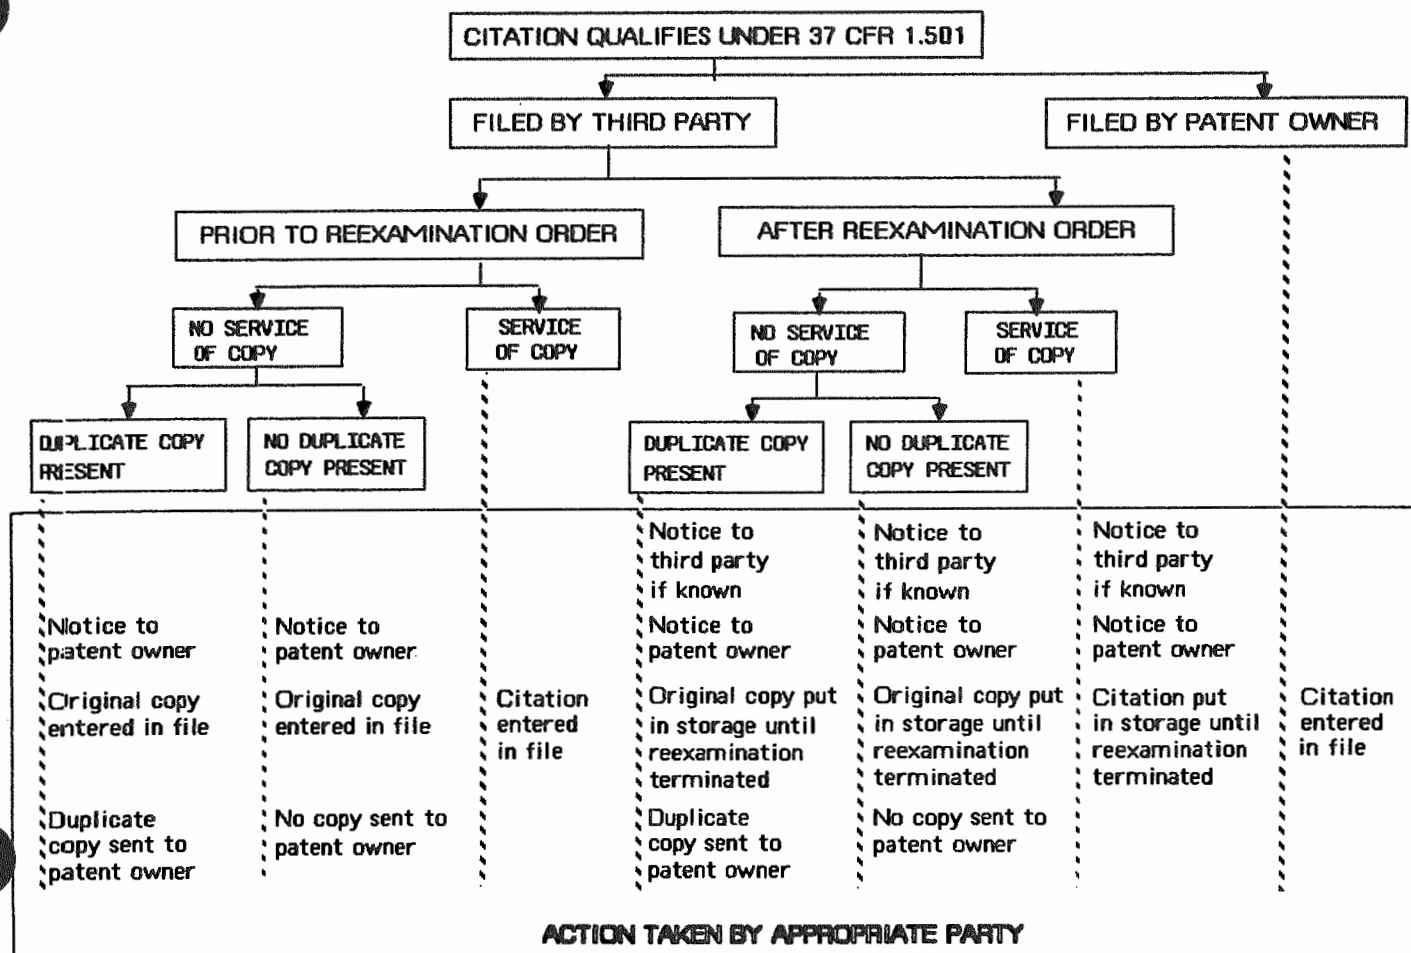 CITATION QUALIFIES UNDER 37 CFR 1.501
FILED BY THIRD PARTY
FILED BY PATENT OWNER
PRIOR TO REEXAMINATION ORDER
AFTER REEXAMINATION ORDER
NO SERVICE
OF COPY
SERVICE
OF COPY
NO SERVICE
OF COPY
SERVICE
OF COPY
DUPLICATE COPY
PRESENT
NO DUPLICATE
COPY PRESENT
DUPLICATE COPY
PRESENT
NO DUPLICATE
COPY PRESENT
Notice to
patent owner
Original copy
entered in file
Duplicate
copy sent to
patent owner
Notice to
patent owner
Original copy
entered in file
No copy sent to
patent owner
Citation
entered
in file
Notice to
third party
if known
Notice to
patent owner
Original copy put
in storage until
reexamination
terminated
Duplicate
copy sent to
patent owner
Notice to
third party
if known
Notice to
patent owner
Original copy put
in storage until
reexamination
terminated
No copy sent to
patent owner
Notice to
third party
if known
Notice to
patent owner
Citation put
in storage until
reexamination
terminated
Citation
entered
in file
ACTION TAKEN BY APPROPRIATE PARTY